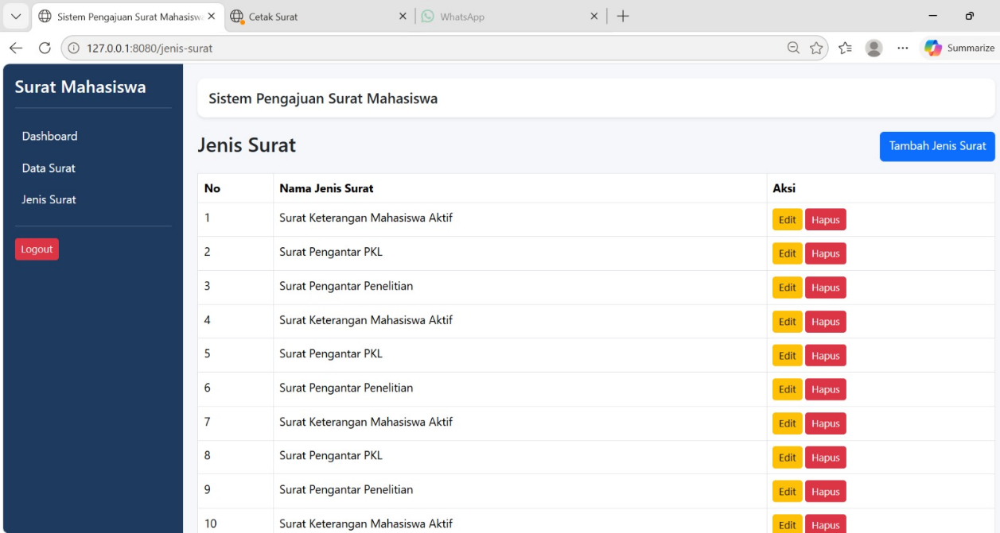 Sistem Pengajuan Surat Mahasisw
Cetak Surat
WhatsApp
127.0.0.1:8080/jenis-surat
Summarize
Surat Mahasiswa
Dashboard
Data Surat
Jenis Surat
Logout
Sistem Pengajuan Surat Mahasiswa
Jenis Surat
Tambah Jenis Surat
No Nama Jenis Surat Aksi
1 Surat Keterangan Mahasiswa Aktif Edit Hapus
2 Surat Pengantar PKL Edit Hapus
3 Surat Pengantar Penelitian Edit Hapus
4 Surat Keterangan Mahasiswa Aktif Edit Hapus
5 Surat Pengantar PKL Edit Hapus
6 Surat Pengantar Penelitian Edit Hapus
7 Surat Keterangan Mahasiswa Aktif Edit Hapus
8 Surat Pengantar PKL Edit Hapus
9 Surat Pengantar Penelitian Edit Hapus
10 Surat Keterangan Mahasiswa Aktif Edit Hapus